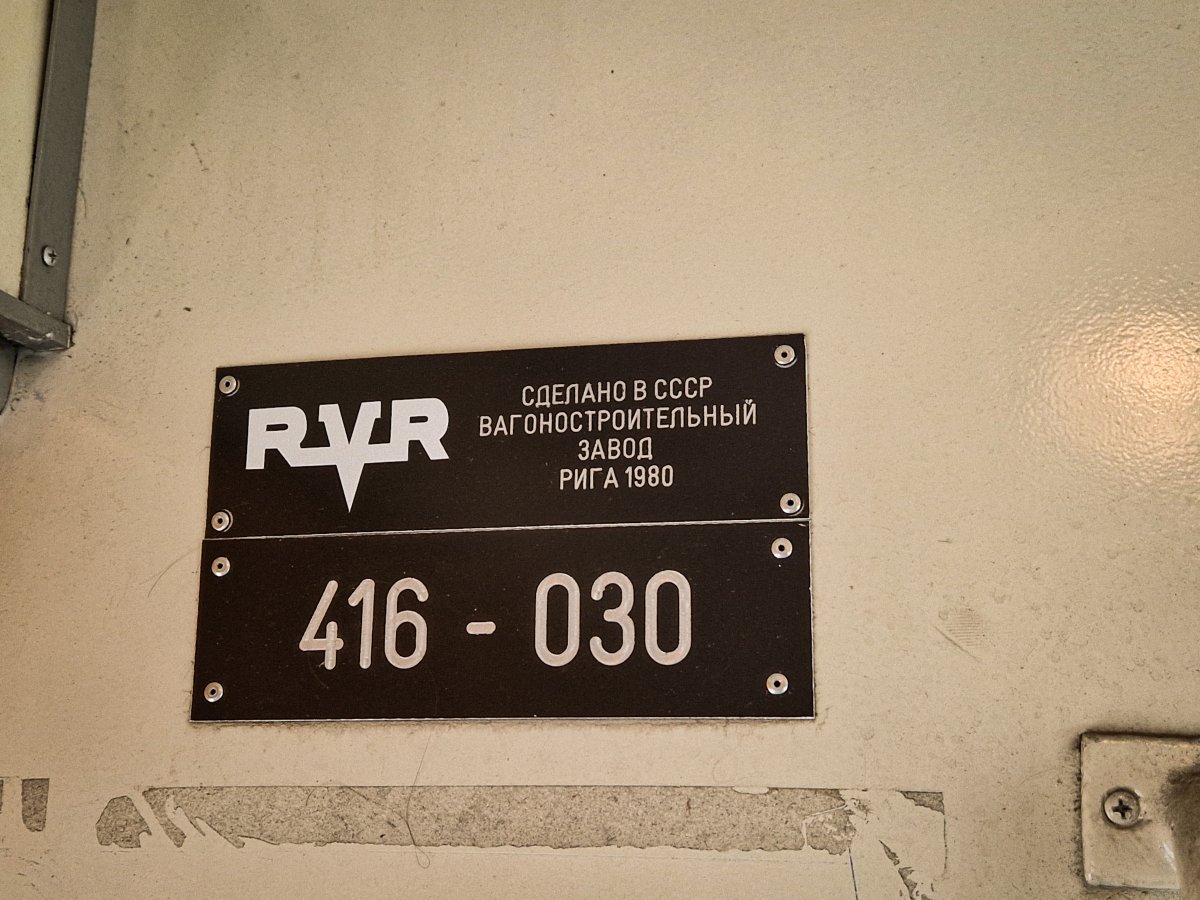 RVR
СДЕЛАНО В СССР
ВАГОНОСТРОИТЕЛЬНЫЙ
ЗАВОД
РИГА 1980
416 - 030